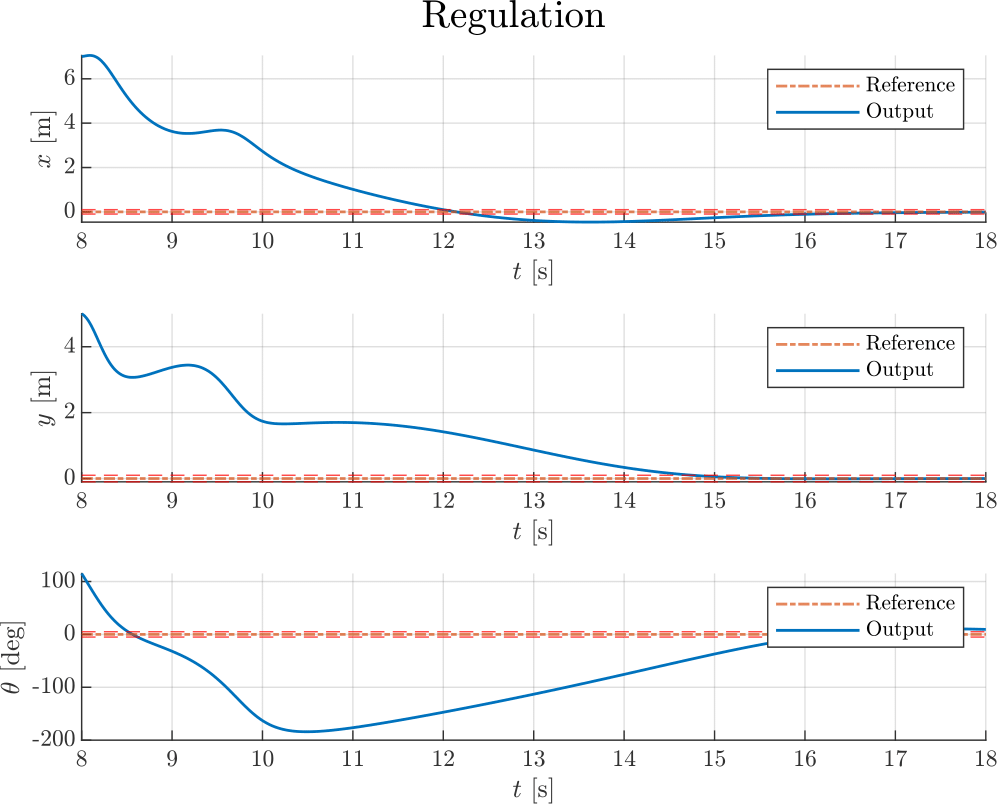 Regulation
6
4
2
0
x [m]
Reference
Output
8 9 10 11 12 13 14 15 16 17 18
t [s]
4
2
0
y [m]
Reference
Output
8 9 10 11 12 13 14 15 16 17 18
t [s]
100
0
-100
-200
θ [deg]
Reference
Output
8 9 10 11 12 13 14 15 16 17 18
t [s]